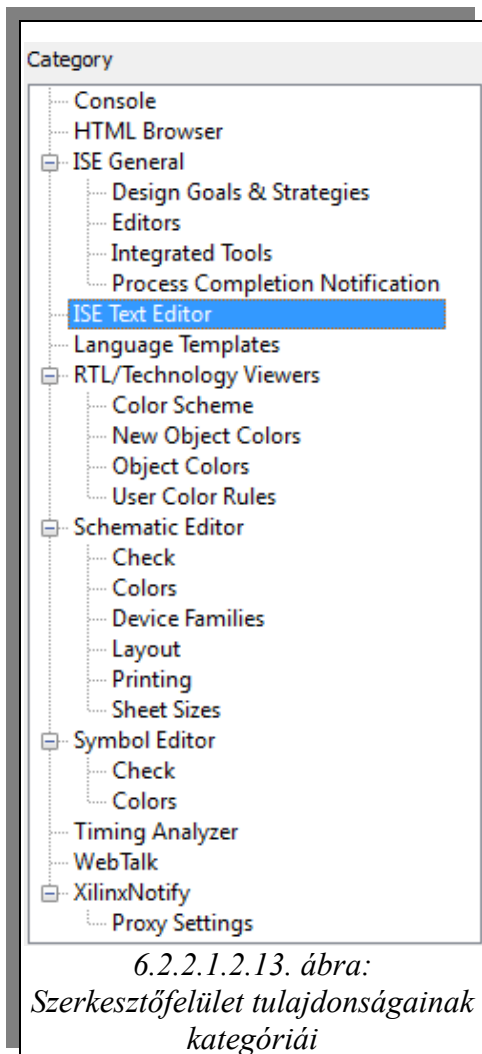 Category
Console
HTML Browser
ISE General
Design Goals & Strategies
Editors
Integrated Tools
Process Completion Notification
ISE Text Editor
Language Templates
RTL/Technology Viewers
Color Scheme
New Object Colors
Object Colors
User Color Rules
Schematic Editor
Check
Colors
Device Families
Layout
Printing
Sheet Sizes
Symbol Editor
Check
Colors
Timing Analyzer
WebTalk
XilinxNotify
Proxy Settings
6.2.2.1.2.13. ábra:
Szerkesztőfelület tulajdonságainak
kategóriái